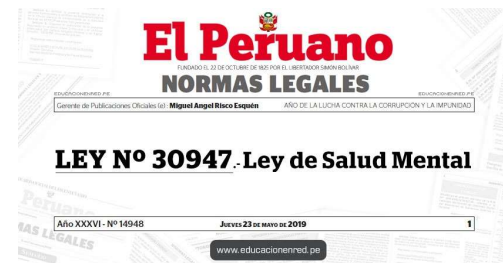 El Peruano
FUNDADO EL 22 DE OCTUBRE DE 1825 POR EL LIBERTADOR SIMÓN BOLÍVAR
NORMAS LEGALES
EDUCACIONENRED.PE EDUCACIONENRED.PE
Gerente de Publicaciones Oficiales (e): Miguel Angel Risco Esquén AÑO DE LA LUCHA CONTRA LA CORRUPCIÓN Y LA IMPUNIDAD
LEY Nº 30947.- Ley de Salud Mental
Año XXXVI - Nº 14948 JUEVES 23 DE MAYO DE 2019 1
www.educacionenred.pe